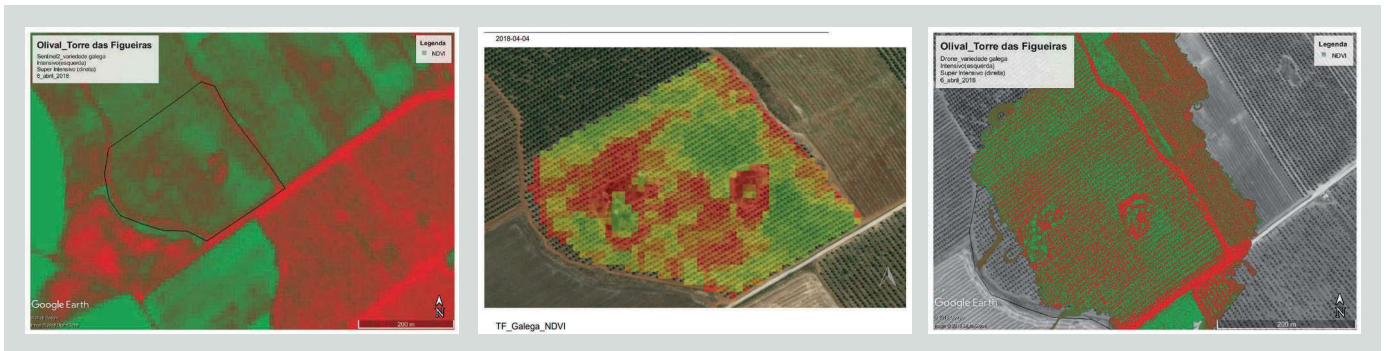 Olival_Torre das Figueiras
Sentinel2_variedade galega
Intensivo(esquerda)
Super Intensivo (direita)
6_abril_2018
Legenda
NDVI
Google Earth
N
200 m
2018-04-04
TF_Galega_NDVI
Olival_Torre das Figueiras
Drone_variedade galega
Intensivo(esquerda)
Super Intensivo (direita)
6_abril_2018
Legenda
NDVI
Google Earth
N
200 m